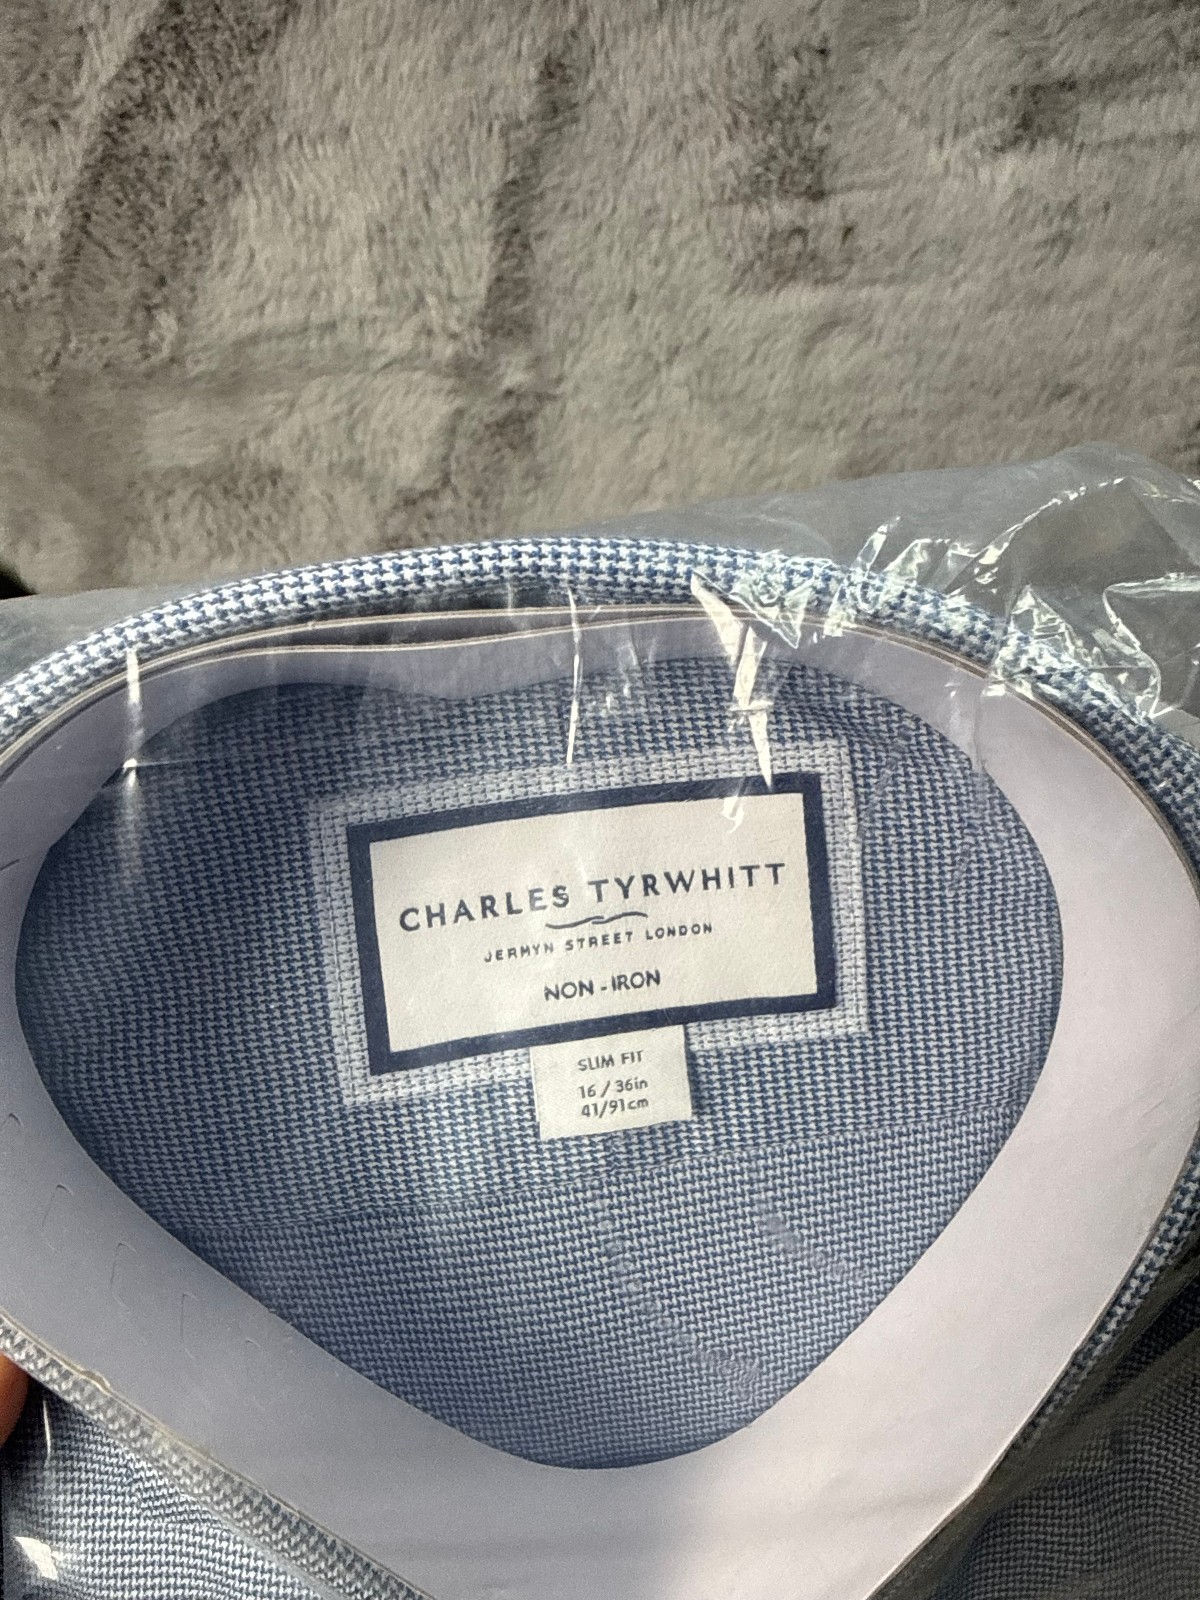 CHARLES TYRWHITT
JERMYN STREET LONDON
NON - IRON
SLIM FIT
16 / 36in
41/91cm